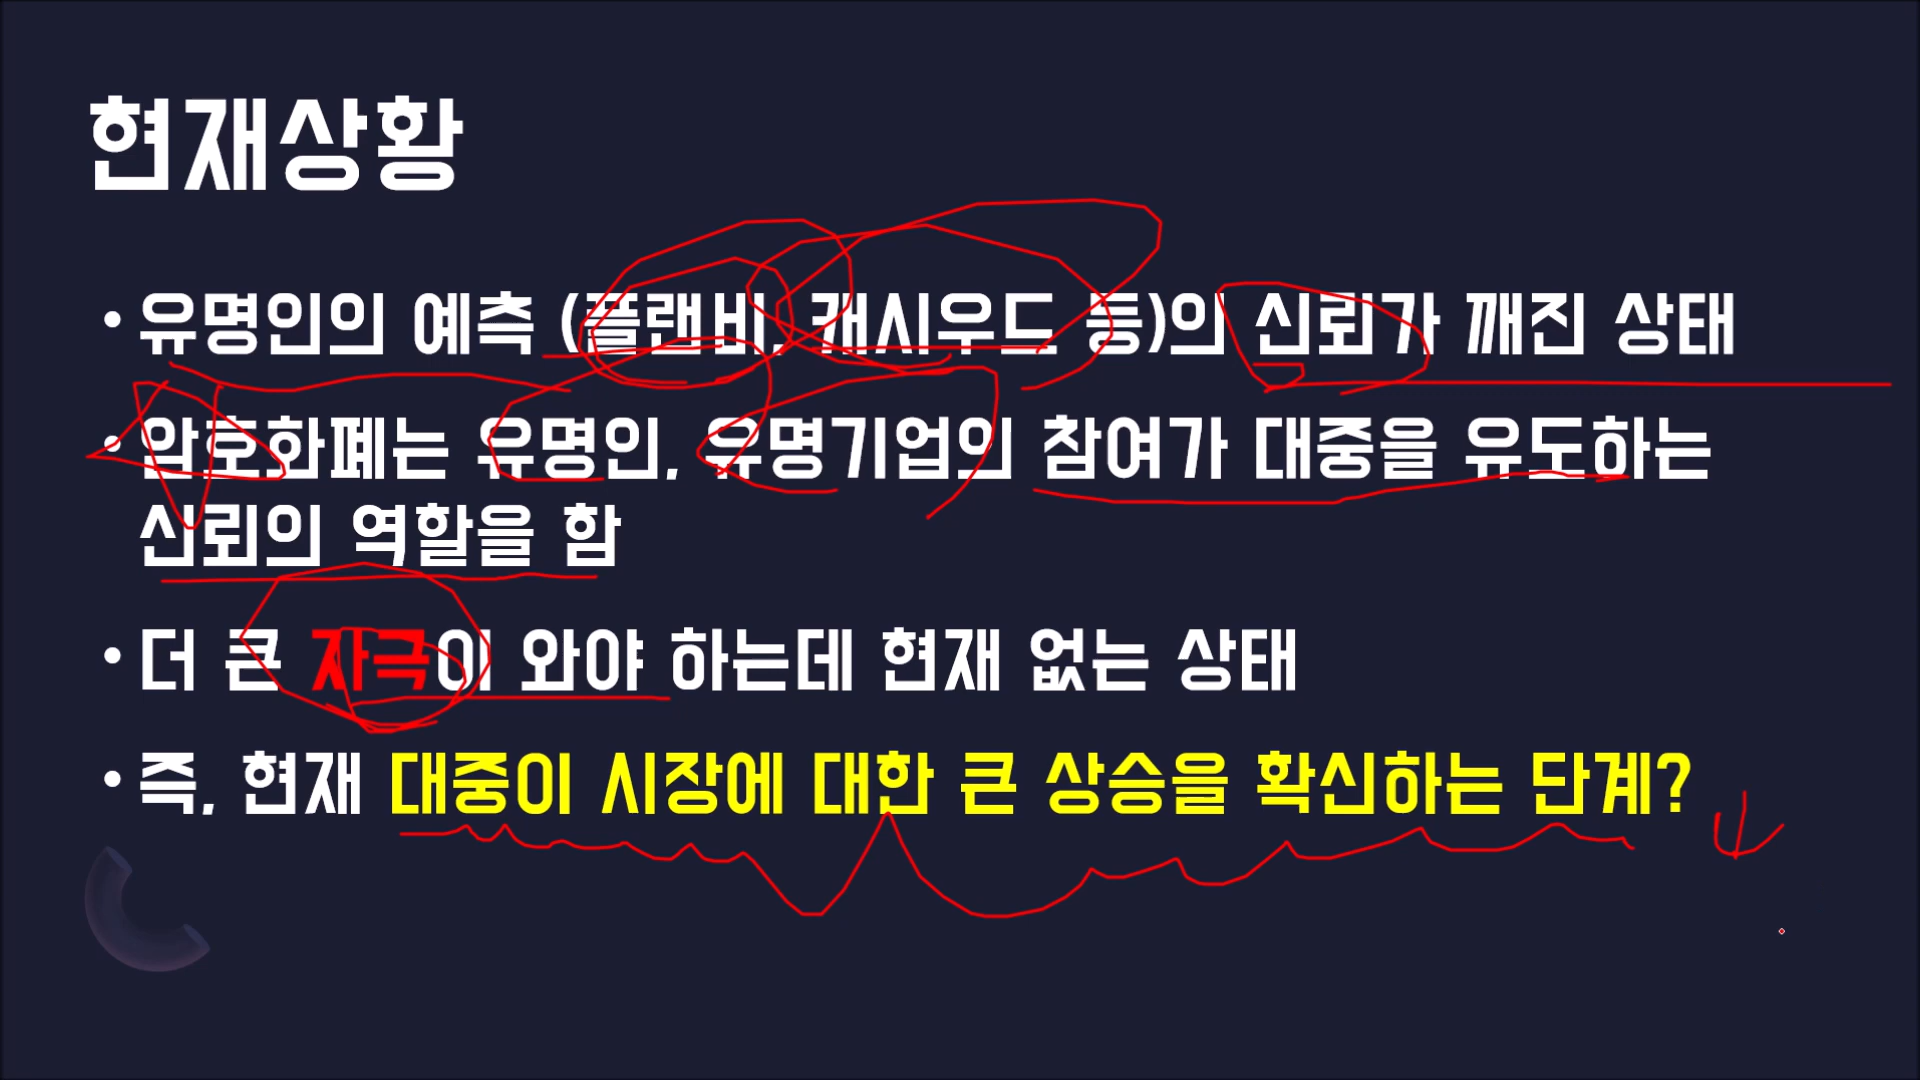 현재상황
• 유명인의 예측 (플랜비, 캐시우드 등)의 신뢰가 깨진 상태
• 암호화폐는 유명인, 유명기업의 참여가 대중을 유도하는
신뢰의 역할을 함
• 더 큰 자극이 와야 하는데 현재 없는 상태
• 즉, 현재 대중이 시장에 대한 큰 상승을 확신하는 단계?